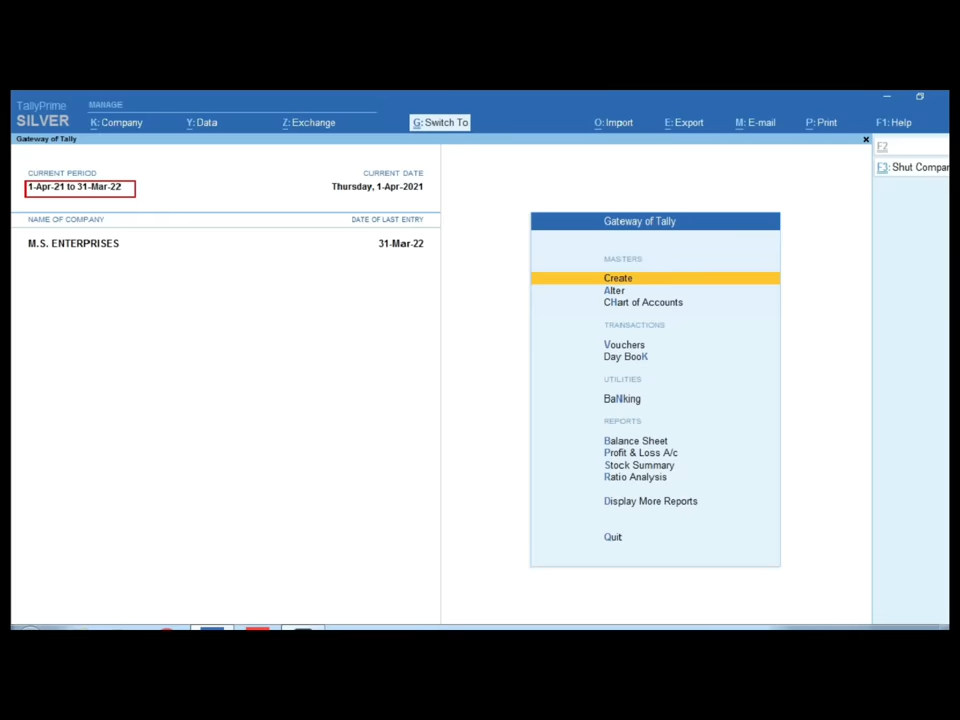 TallyPrime
MANAGE
SILVER
K: Company
Y: Data
Z: Exchange
G: Switch To
O: Import
E: Export
M: E-mail
P: Print
F1: Help
Gateway of Tally
F2
F3: Shut Compan
CURRENT PERIOD
CURRENT DATE
1-Apr-21 to 31-Mar-22
Thursday, 1-Apr-2021
NAME OF COMPANY
DATE OF LAST ENTRY
M.S. ENTERPRISES
31-Mar-22
Gateway of Tally
MASTERS
Create
Alter
CHart of Accounts
TRANSACTIONS
Vouchers
Day BooK
UTILITIES
BaNking
REPORTS
Balance Sheet
Profit & Loss A/c
Stock Summary
Ratio Analysis
Display More Reports
Quit